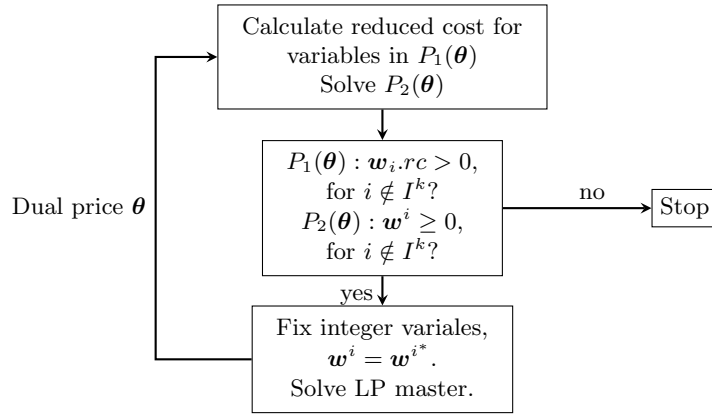 Calculate reduced cost for
variables in P₁(θ)
Solve P₂(θ)
P₁(θ) : wᵢ.rc > 0,
for i ∉ Iᵏ?
P₂(θ) : wⁱ ≥ 0,
for i ∉ Iᵏ?
no
Stop
Dual price θ
yes
Fix integer variales,
wⁱ = wⁱ*.
Solve LP master.